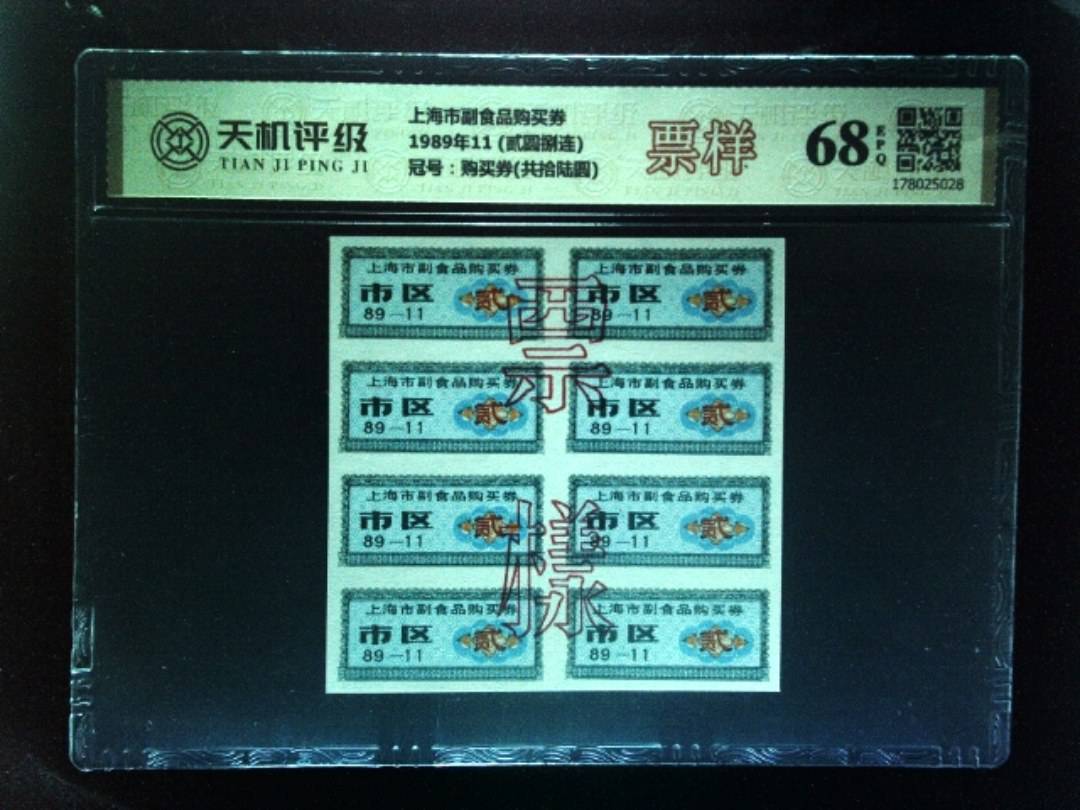 天机评级
TIAN JI PING JI
上海市副食品购买券
1989年11 (贰圆捌连)
冠号：购买券(共拾陆圆)
票样
68
EPQ
178025028
上海市副食品购买券
市区
贰
89—11
上海市副食品购买券
市区
贰
89—11
上海市副食品购买券
市区
贰
89—11
上海市副食品购买券
市区
贰
89—11
上海市副食品购买券
市区
贰
89—11
上海市副食品购买券
市区
贰
89—11
上海市副食品购买券
市区
贰
89—11
上海市副食品购买券
市区
贰
89—11
票
樣